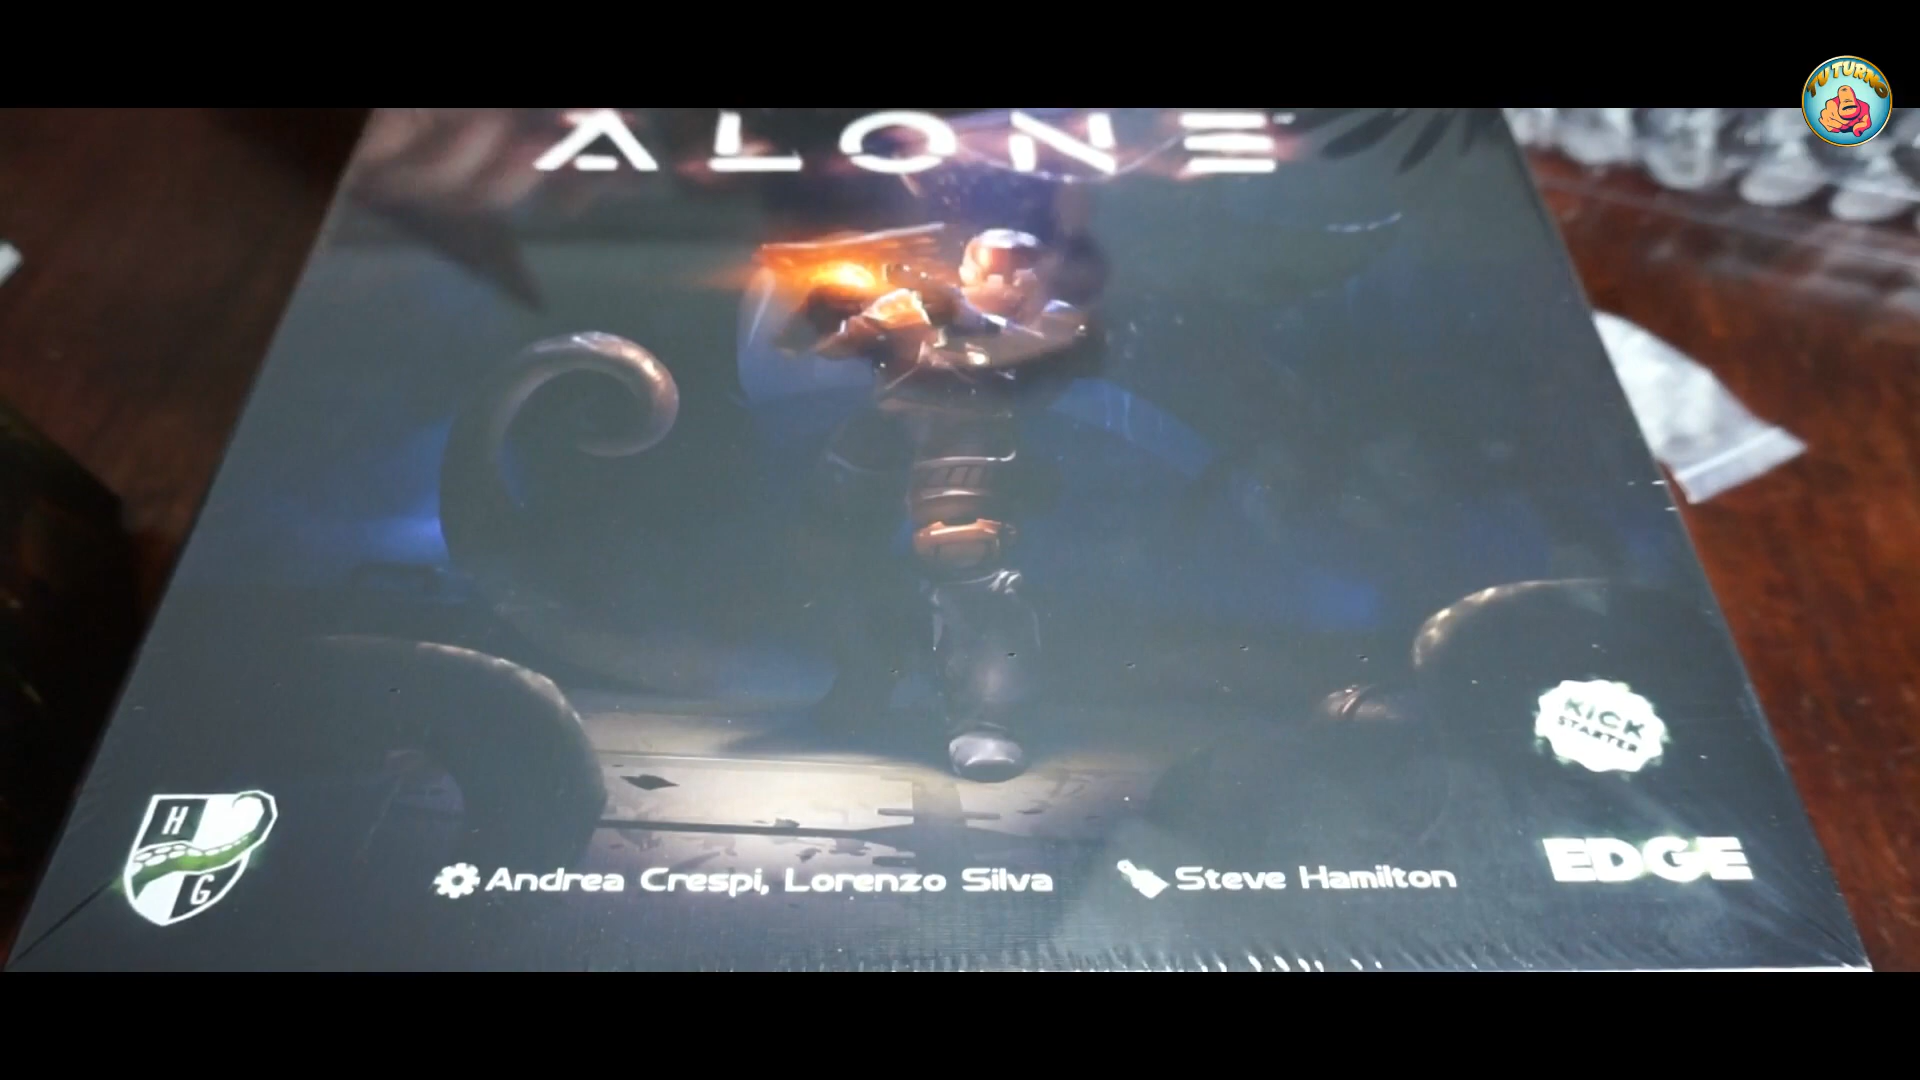 TU TURNO
ALONE
KICK
STARTER
H
G
EDGE
Andrea Crespi, Lorenzo Silva
Steve Hamilton